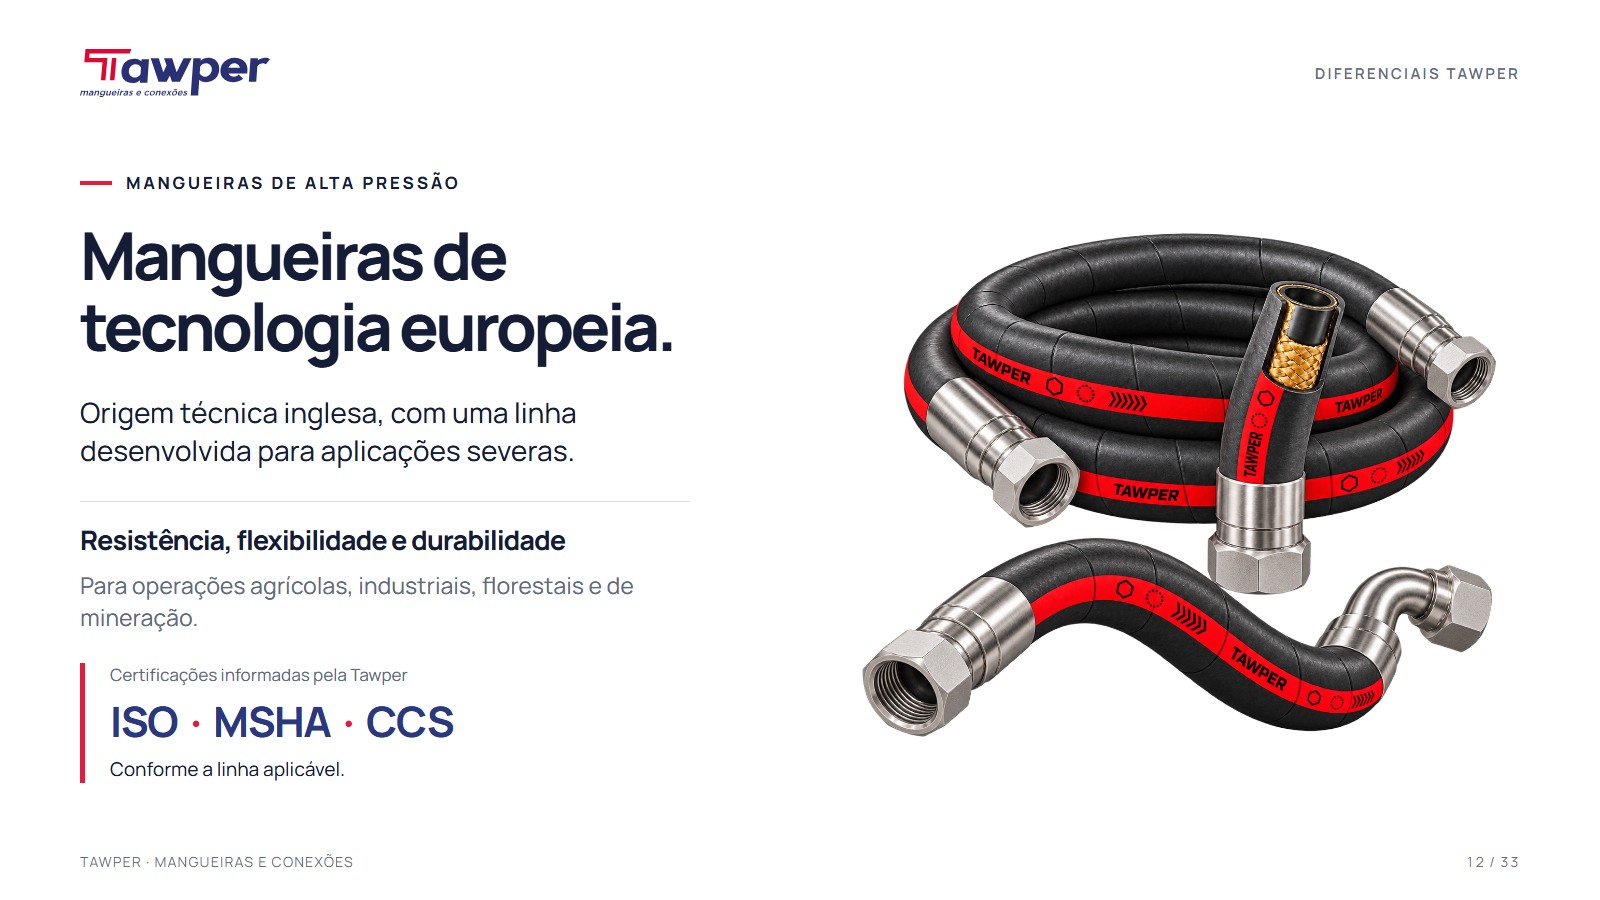 Tawper
mangueiras e conexões
DIFERENCIAIS TAWPER
MANGUEIRAS DE ALTA PRESSÃO
Mangueiras de
tecnologia europeia.
Origem técnica inglesa, com uma linha
desenvolvida para aplicações severas.
Resistência, flexibilidade e durabilidade
Para operações agrícolas, industriais, florestais e de
mineração.
Certificações informadas pela Tawper
ISO · MSHA · CCS
Conforme a linha aplicável.
TAWPER
TAWPER
TAWPER
TAWPER
TAWPER
TAWPER · MANGUEIRAS E CONEXÕES
12 / 33